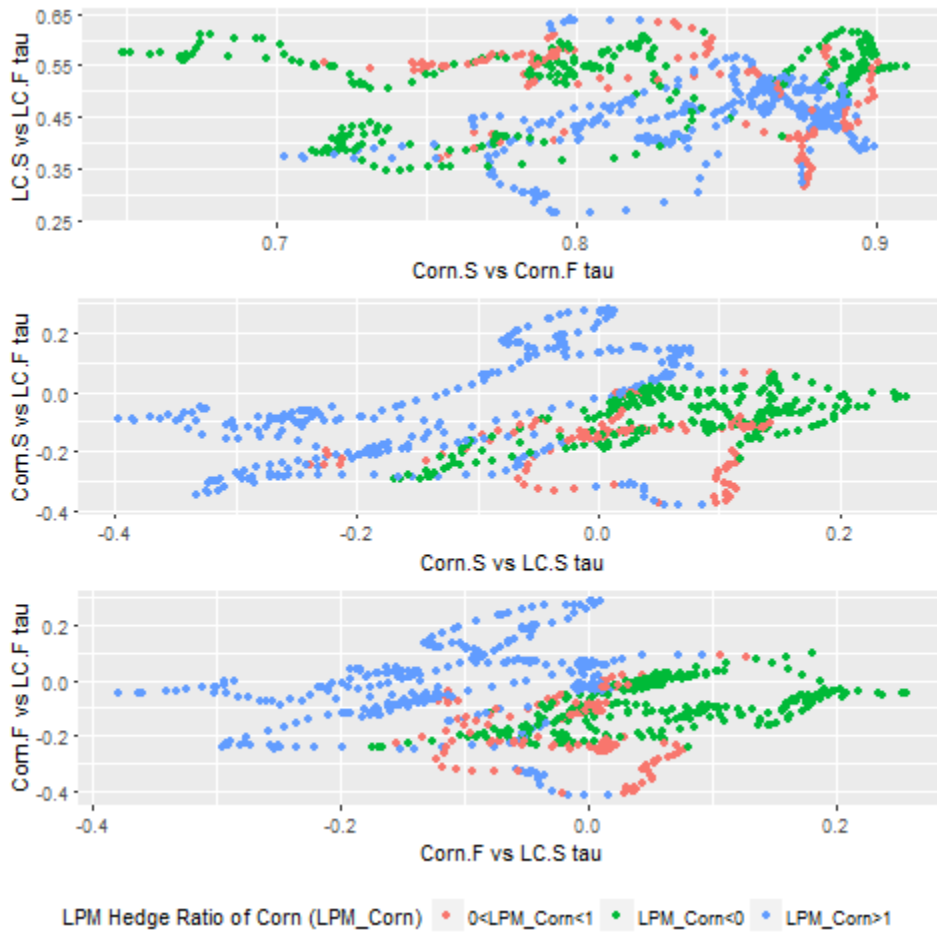 0.65
0.55
0.45
0.35
0.25
LC.S vs LC.F tau
0.7 0.8 0.9
Corn.S vs Corn.F tau
0.2
0.0
-0.2
-0.4
Corn.S vs LC.F tau
-0.4 -0.2 0.0 0.2
Corn.S vs LC.S tau
0.2
0.0
-0.2
-0.4
Corn.F vs LC.F tau
-0.4 -0.2 0.0 0.2
Corn.F vs LC.S tau
LPM Hedge Ratio of Corn (LPM_Corn) 0<LPM_Corn<1 LPM_Corn<0 LPM_Corn>1